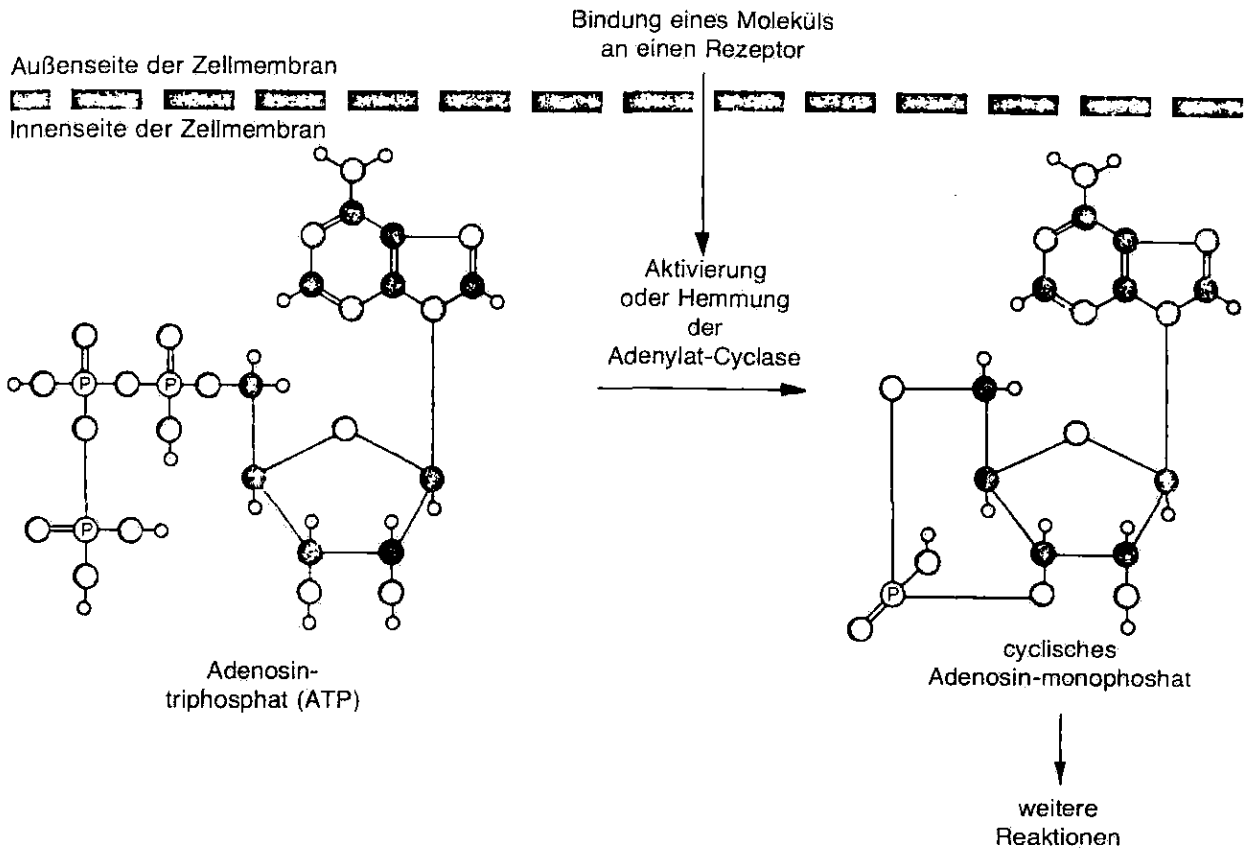 Bindung eines Moleküls
an einen Rezeptor
Außenseite der Zellmembran
Innenseite der Zellmembran
Aktivierung
oder Hemmung
der
Adenylat-Cyclase
P
P
P
P
Adenosin-
triphosphat (ATP)
cyclisches
Adenosin-monophoshat
weitere
Reaktionen